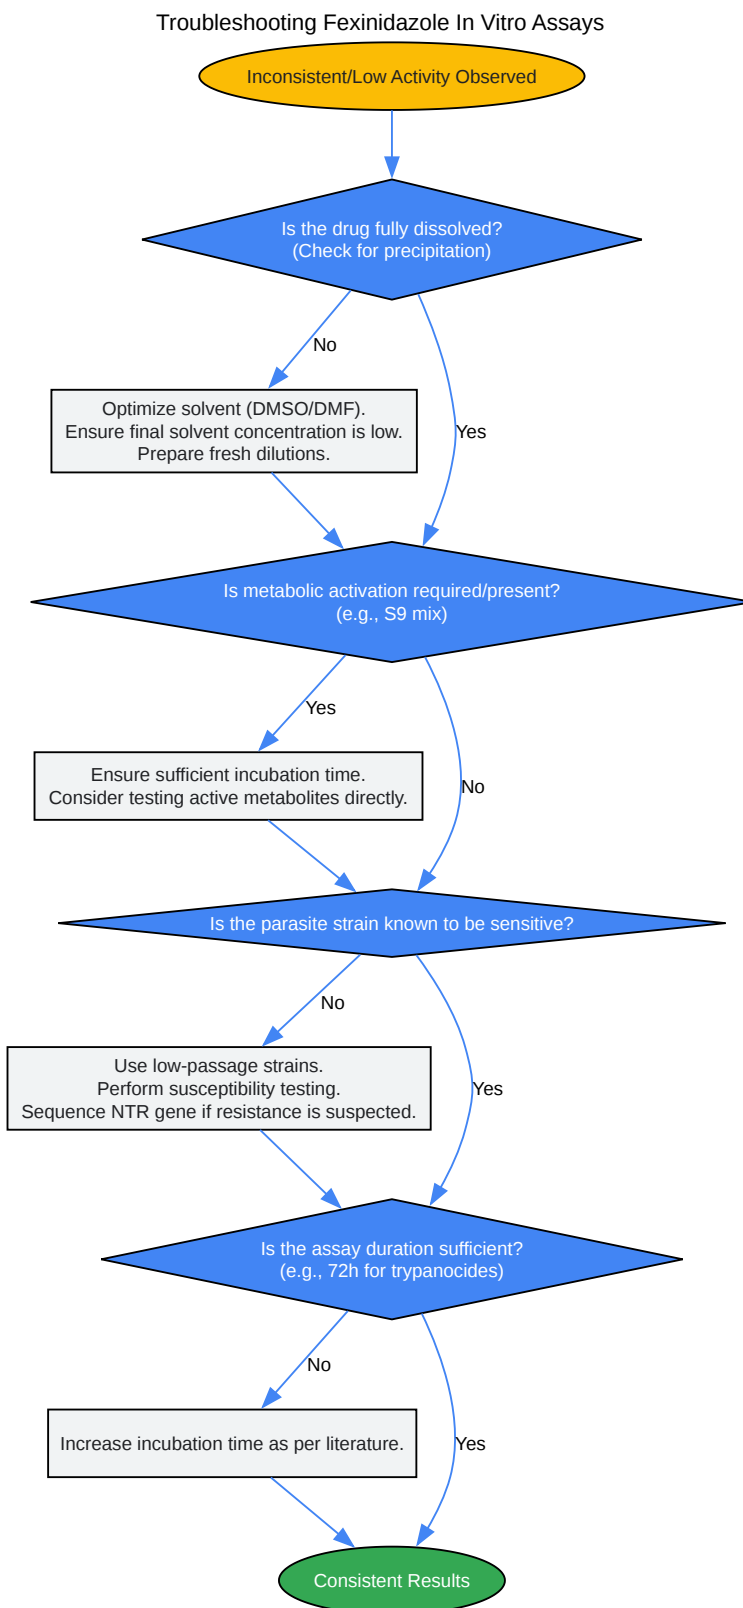 Troubleshooting Fexinidazole In Vitro Assays
Inconsistent/Low Activity Observed
Is the drug fully dissolved?
(Check for precipitation)
No
Optimize solvent (DMSO/DMF).
Ensure final solvent concentration is low.
Prepare fresh dilutions.
Yes
Is metabolic activation required/present?
(e.g., S9 mix)
Yes
Ensure sufficient incubation time.
Consider testing active metabolites directly.
No
Is the parasite strain known to be sensitive?
No
Use low-passage strains.
Perform susceptibility testing.
Sequence NTR gene if resistance is suspected.
Yes
Is the assay duration sufficient?
(e.g., 72h for trypanocides)
No
Increase incubation time as per literature.
Yes
Consistent Results